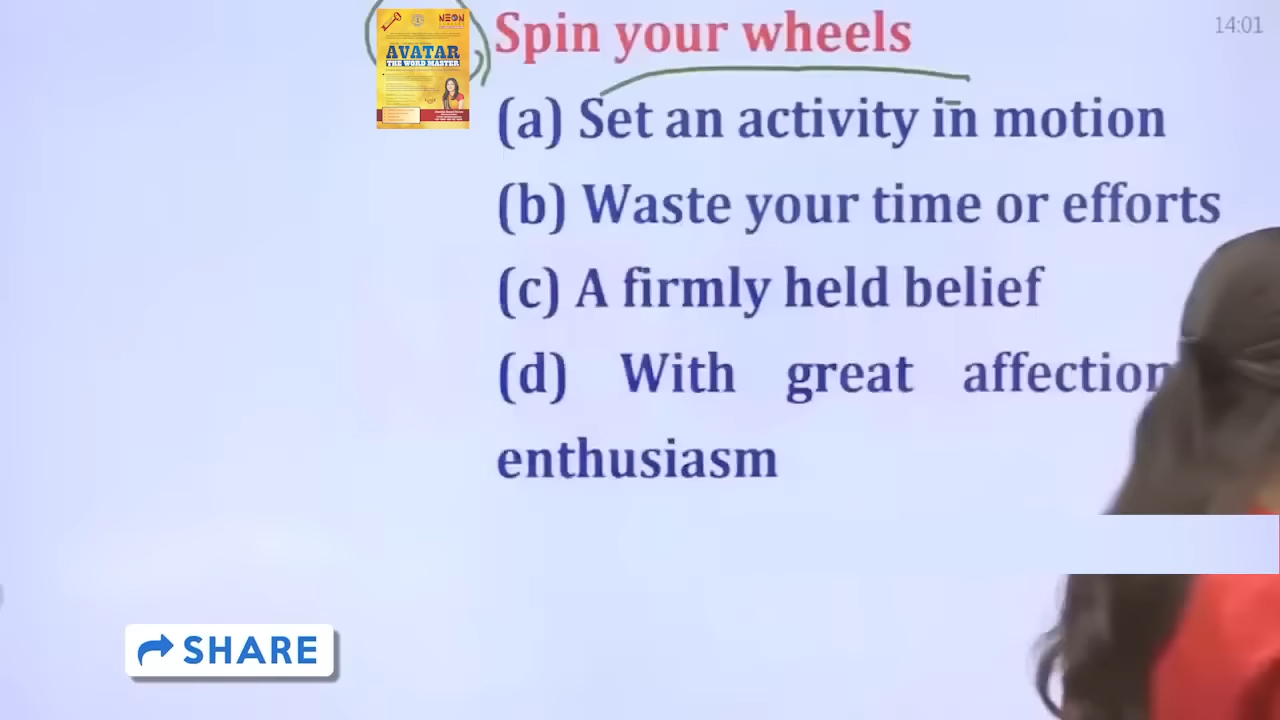 NEON
AVATAR
THE WORD MASTER
Spin your wheels
14:01
(a) Set an activity in motion
(b) Waste your time or efforts
(c) A firmly held belief
(d) With great affection
enthusiasm
SHARE